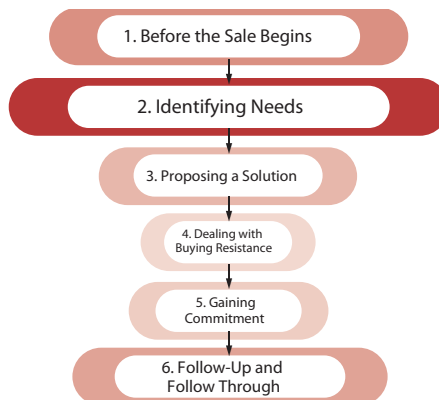 1. Before the Sale Begins
2. Identifying Needs
3. Proposing a Solution
4. Dealing with
Buying Resistance
5. Gaining
Commitment
6. Follow-Up and
Follow Through